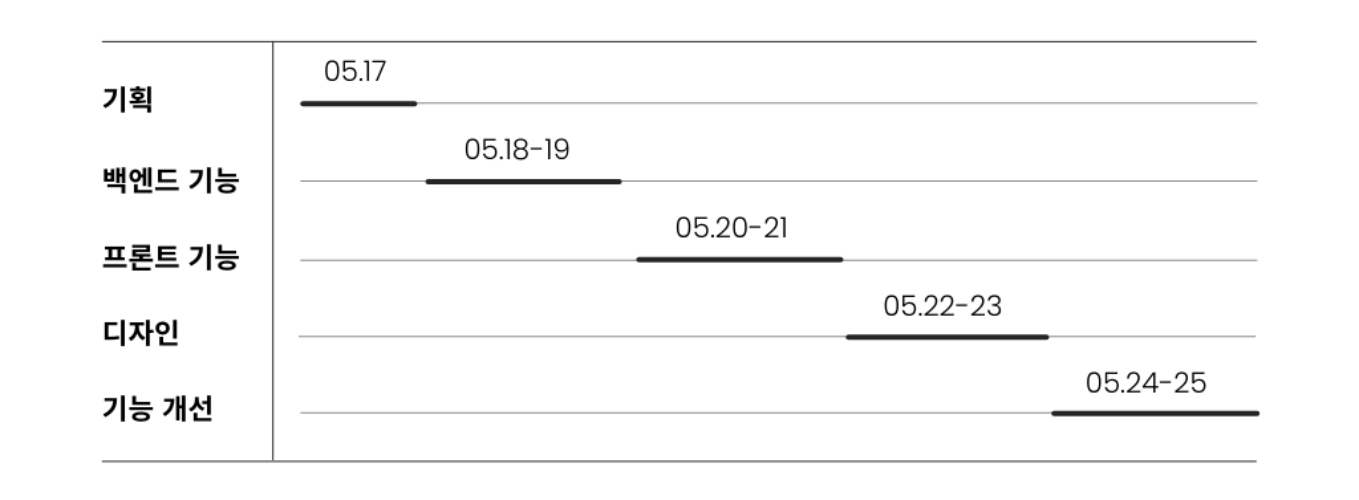 05.17
기획
05.18-19
백엔드 기능
05.20-21
프론트 기능
05.22-23
디자인
05.24-25
기능 개선